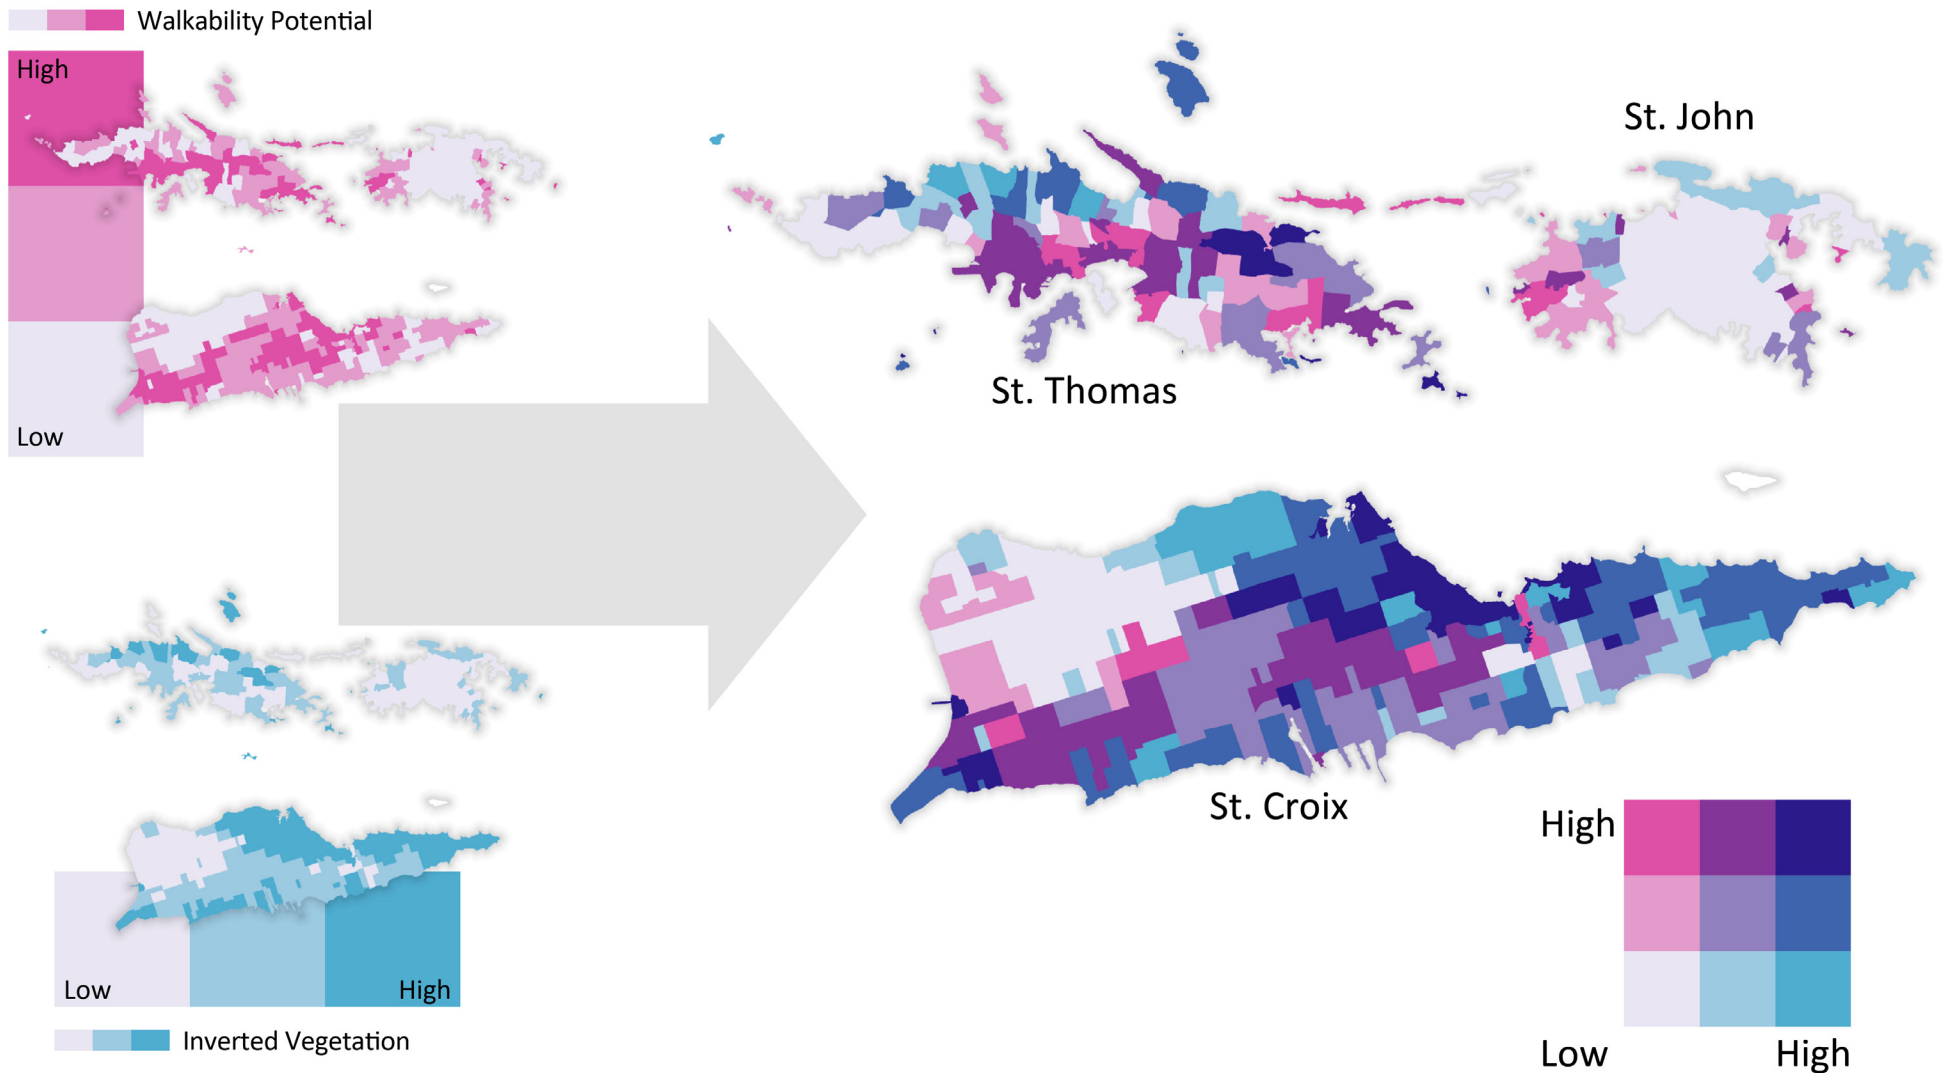 Walkability Potential
High
Low
Low
High
Inverted Vegetation
St. John
St. Thomas
St. Croix
High
Low
High